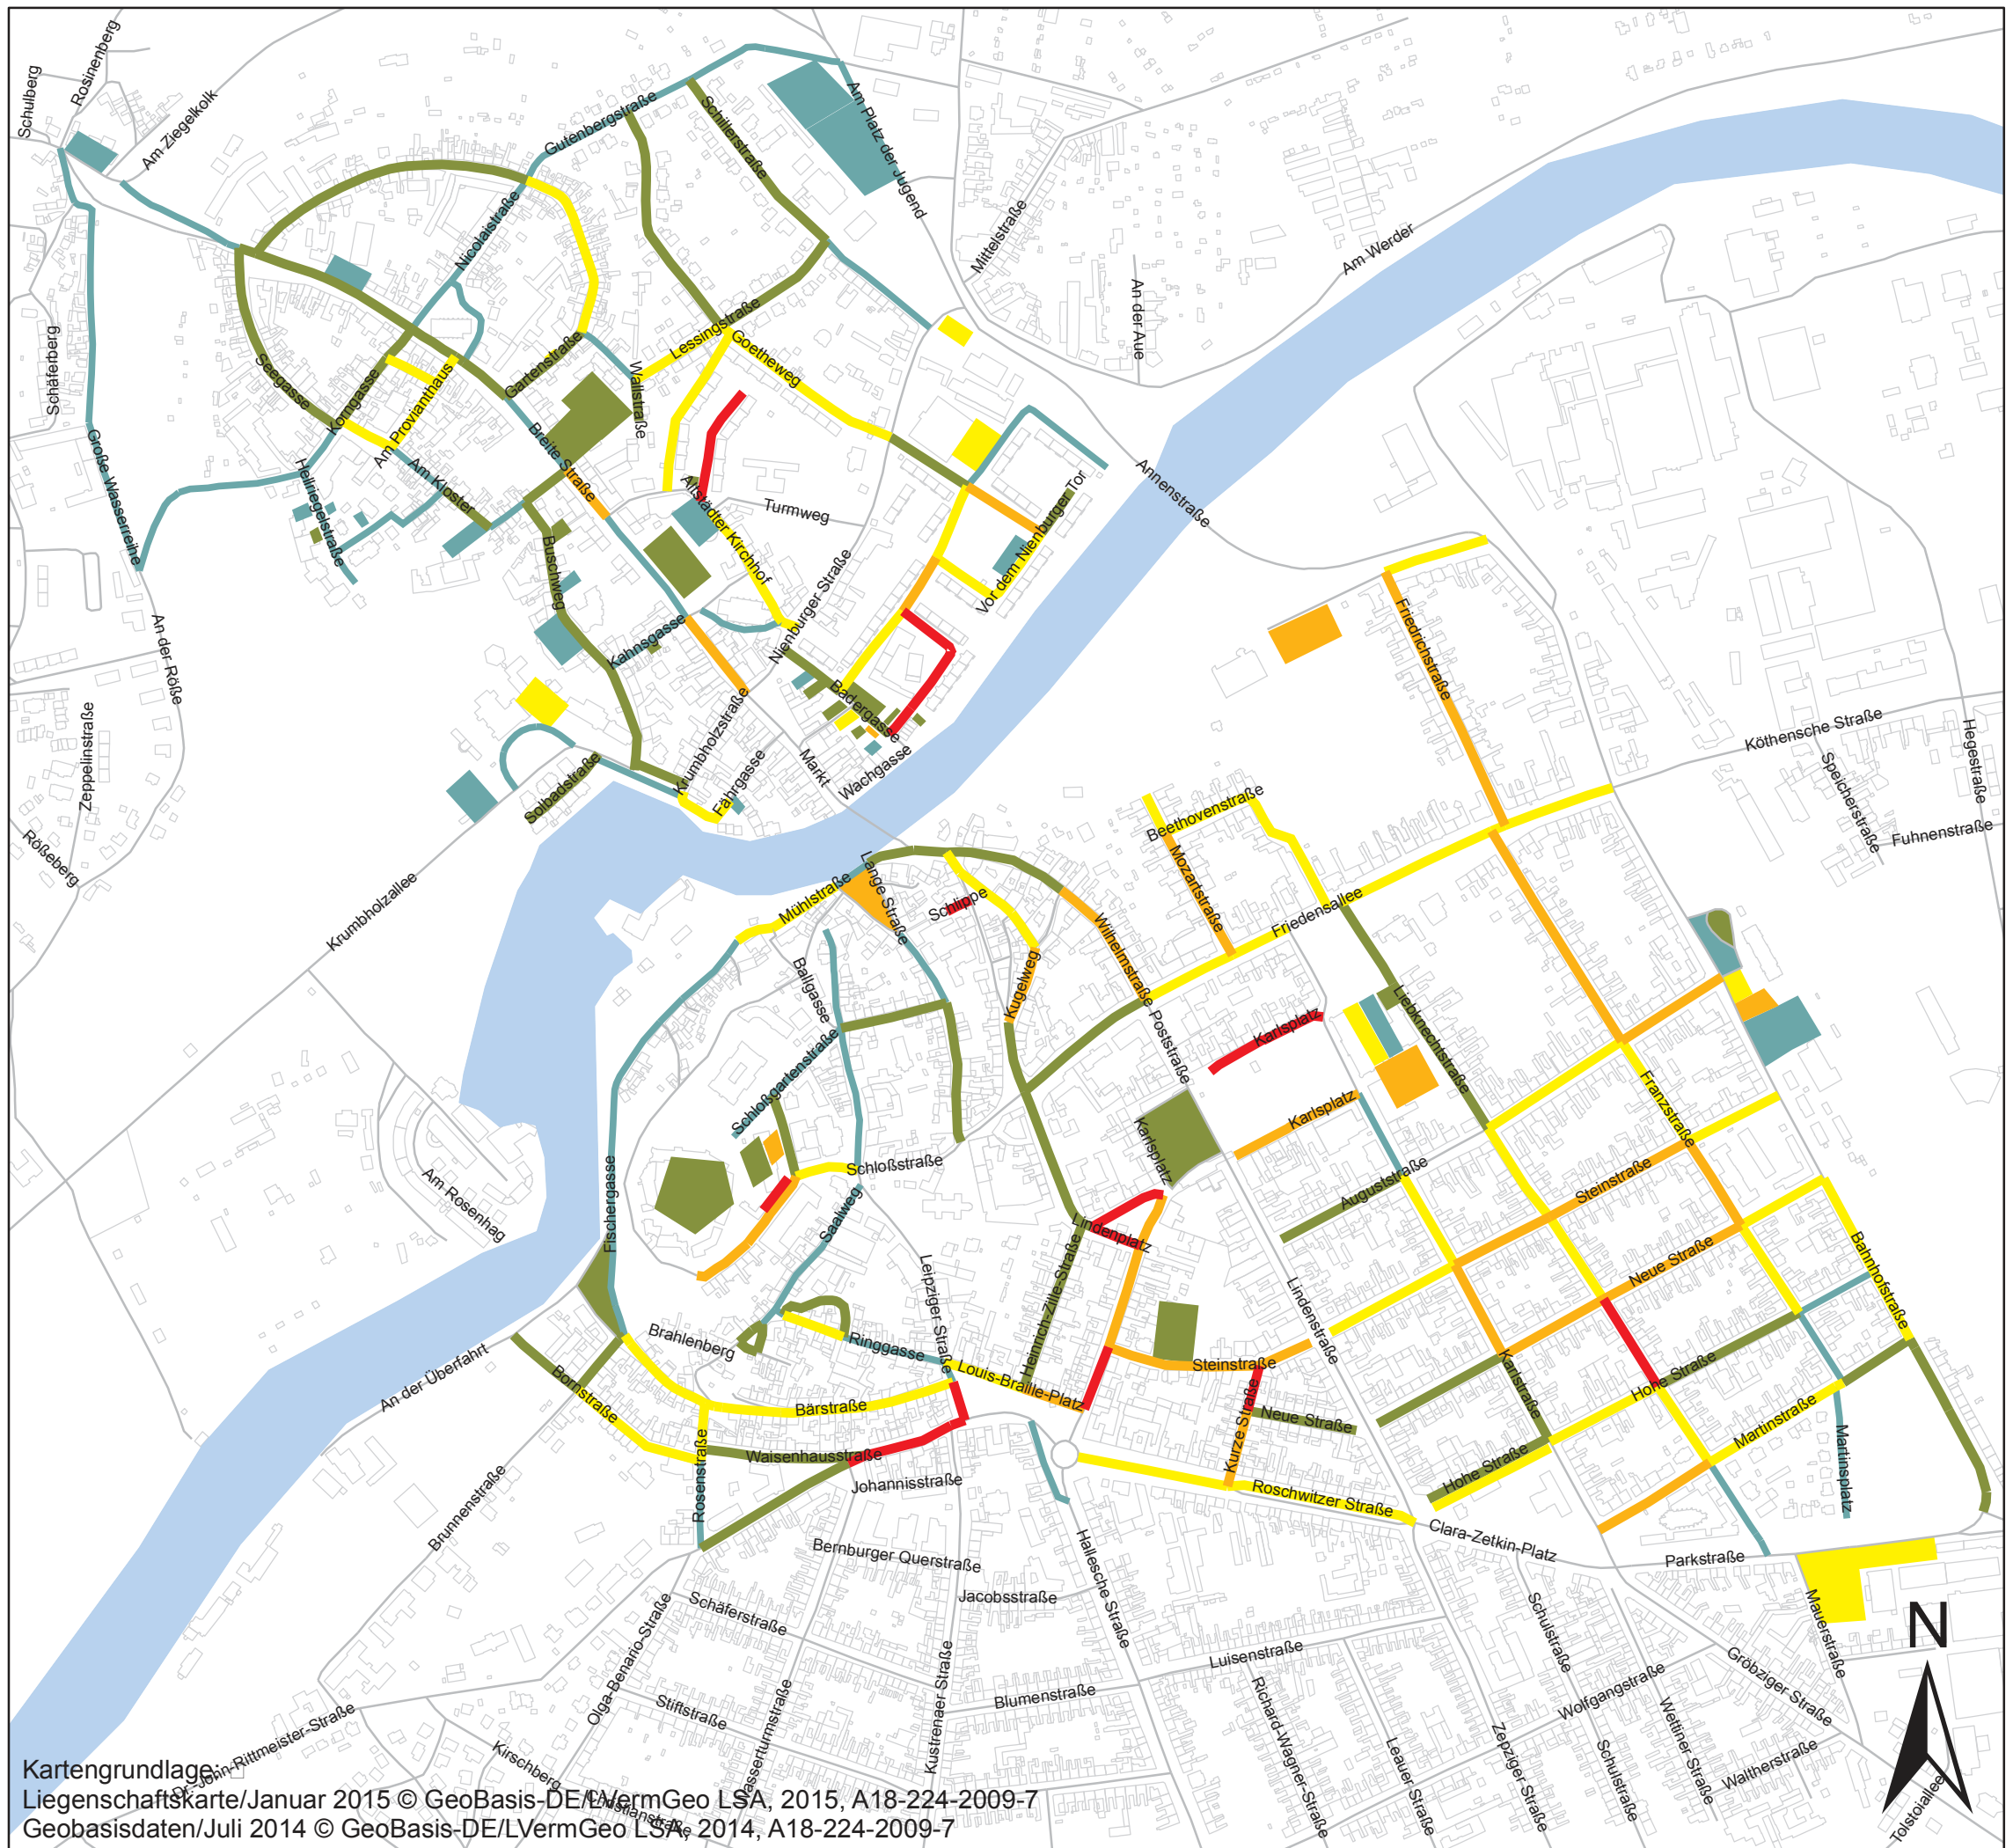 Schulberg
Rosinenberg
Am Ziegelkolk
Gutenbergstraße
Schillerstraße
Am Platz der Jugend
Nicolaistraße
Mittelstraße
Am Werder
An der Aue
Schäferberg
Seegasse
Korngasse
Am Provianthaus
Gartenstraße
Wallstraße
Lessingstraße
Goetheweg
Große Wasserreihe
Hellriegelstraße
Am Kloster
Breite Straße
Altstädter Kirchhof
Turmweg
Vor dem Nienburger Tor
Annenstraße
Buschweg
Kahnsgasse
Nienburger Straße
An der Röße
Zeppelinstraße
Rößeberg
Badergasse
Krumbholzstraße
Fährgasse
Markt
Wachgasse
Solbadstraße
Krumbholzallee
Friedrichstraße
Köthensche Straße
Hegestraße
Speicherstraße
Fuhnenstraße
Beethovenstraße
Mozartstraße
Friedensallee
Mühlstraße
Lange Straße
Schlippe
Wilhelmstraße
Kugelweg
Ballgasse
Poststraße
Karlsplatz
Liebknechtstraße
Schloßgartenstraße
Karlsplatz
Karlsplatz
Franzstraße
Am Rosenhag
Fischergasse
Schloßstraße
Saalweg
Auguststraße
Steinstraße
Lindenplatz
Heinrich-Zille-Straße
Leipziger Straße
Lindenstraße
Neue Straße
Bahnhofstraße
Brahlenberg
Ringgasse
Louis-Braille-Platz
Steinstraße
An der Überfahrt
Bornstraße
Bärstraße
Kurze Straße
Neue Straße
Karlstraße
Hohe Straße
Martinstraße
Martinsplatz
Waisenhausstraße
Rosenstraße
Johannisstraße
Roschwitzer Straße
Hohe Straße
Brunnenstraße
Bernburger Querstraße
Hallesche Straße
Clara-Zetkin-Platz
Parkstraße
Jacobsstraße
Schäferstraße
Olga-Benario-Straße
Schulstraße
Mauerstraße
N
Luisenstraße
Stiftstraße
Kustrenaer Straße
Blumenstraße
Richard-Wagner-Straße
Wolfgangstraße
Gröbziger Straße
Wettiner Straße
Leauer Straße
Zepziger Straße
Schulstraße
Waltherstraße
Tolstoiallee
Kirschberg
Kartengrundlage:
Liegenschaftskarte/Januar 2015 © GeoBasis-DE/LVermGeo LSA, 2015, A18-224-2009-7
Geobasisdaten/Juli 2014 © GeoBasis-DE/LVermGeo LSA, 2014, A18-224-2009-7